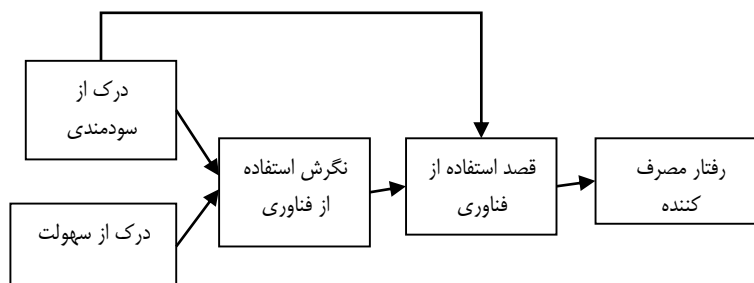 درک از
سودمندی
نگرش استفاده
از فناوری
قصد استفاده از
فناوری
رفتار مصرف
کننده
درک از سهولت